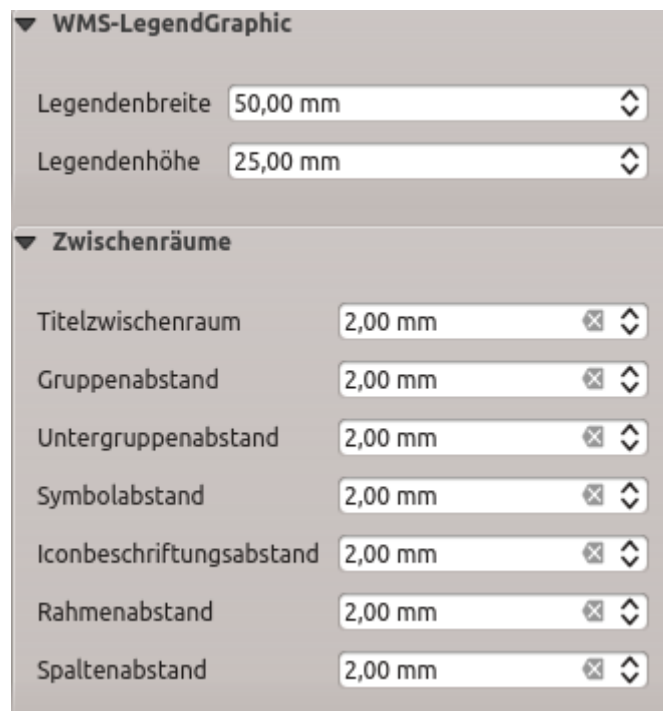 WMS-LegendGraphic
Legendenbreite 50,00 mm
Legendenhöhe 25,00 mm
Zwischenräume
Titelzwischenraum 2,00 mm
Gruppenabstand 2,00 mm
Untergruppenabstand 2,00 mm
Symbolabstand 2,00 mm
Iconbeschriftungsabstand 2,00 mm
Rahmenabstand 2,00 mm
Spaltenabstand 2,00 mm